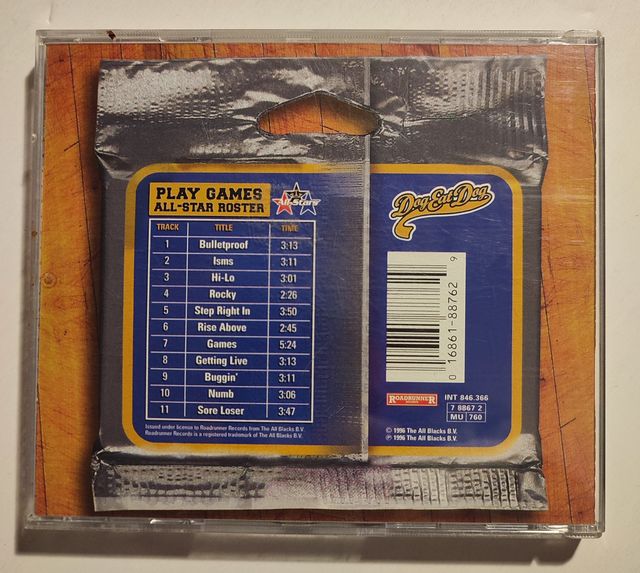 PLAY GAMES
ALL-STAR ROSTER
All-Stars
TRACK TITLE TIME
1 Bulletproof 3:13
2 Isms 3:11
3 Hi-Lo 3:01
4 Rocky 2:26
5 Step Right In 3:50
6 Rise Above 2:45
7 Games 5:24
8 Getting Live 3:13
9 Buggin' 3:11
10 Numb 3:06
11 Sore Loser 3:47
Issued under license to Roadrunner Records from The All Blacks B.V.
Roadrunner Records is a registered trademark of The All Blacks B.V.
Dog Eat Dog
0 16861-88762 9
ROADRUNNER
RECORDS
INT 846.366
7 8867 2
MU 760
© 1996 The All Blacks B.V.
℗ 1996 The All Blacks B.V.